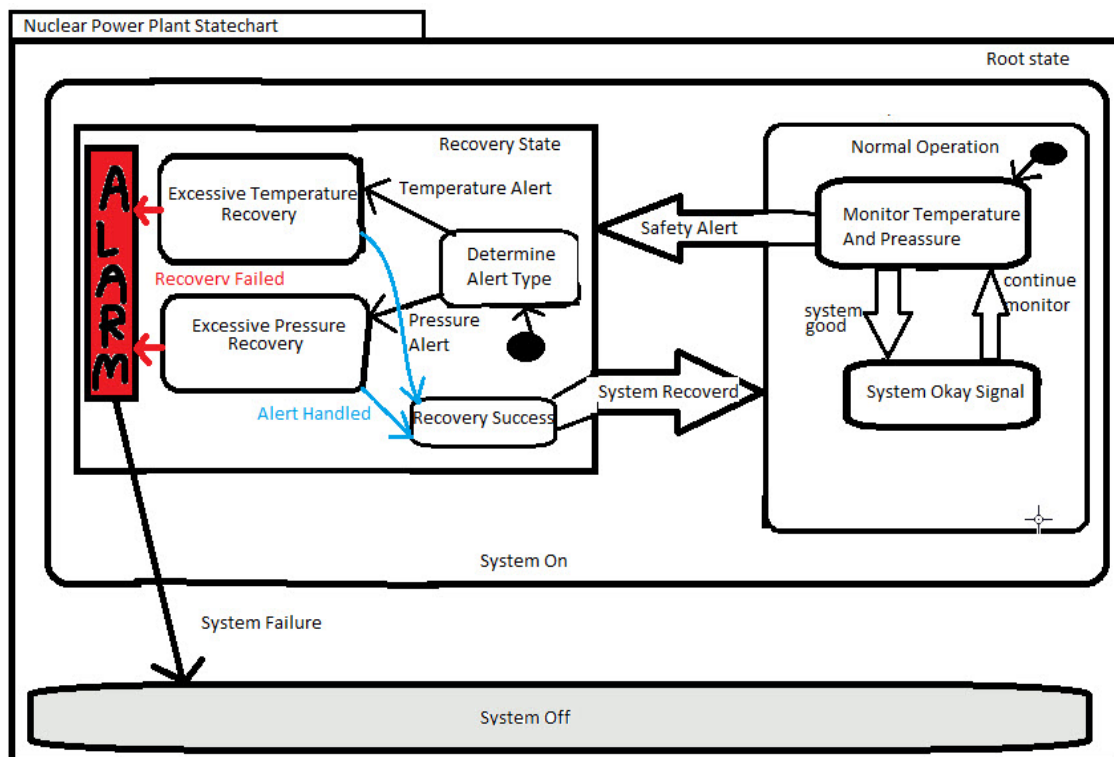 Nuclear Power Plant Statechart
Root state
Recovery State
Normal Operation
ALARM
Excessive Temperature
Recovery
Temperature Alert
Determine
Alert Type
Safety Alert
Monitor Temperature
And Preassure
Recovery Failed
Excessive Pressure
Recovery
Pressure
Alert
system
good
continue
monitor
Alert Handled
Recovery Success
System Recoverd
System Okay Signal
System On
System Failure
System Off